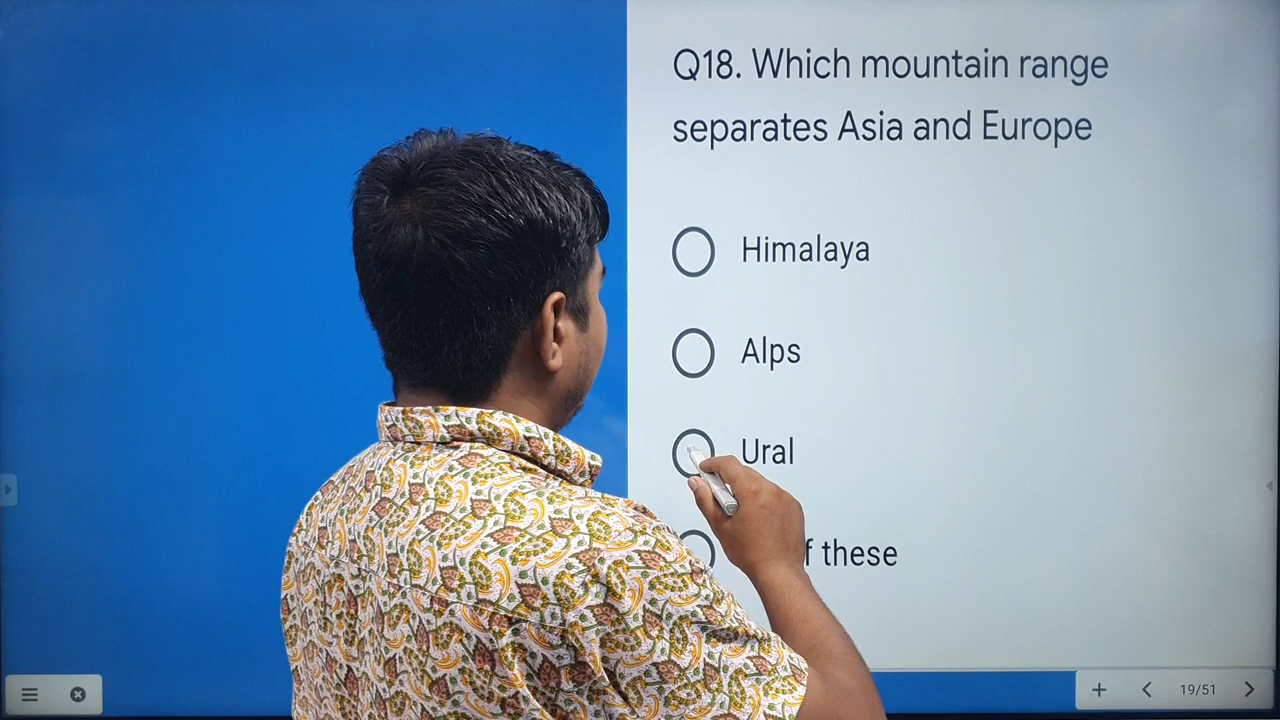 Q18. Which mountain range
separates Asia and Europe
Himalaya
Alps
Ural
these
19/51